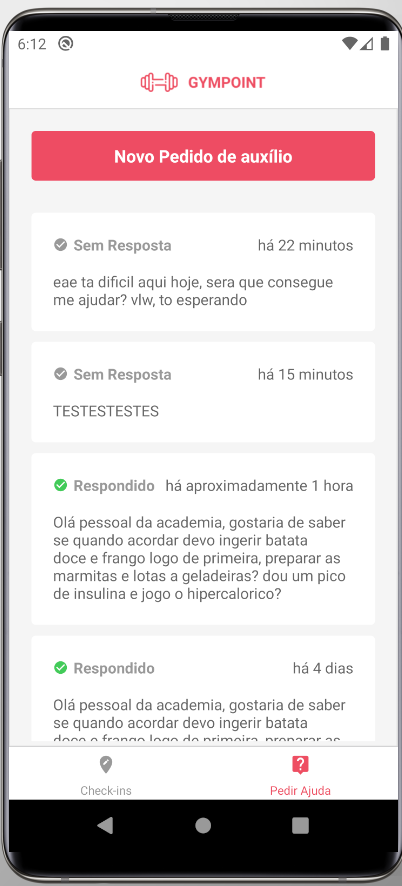 6:12
GYMPOINT
Novo Pedido de auxílio
Sem Resposta há 22 minutos
eae ta dificil aqui hoje, sera que consegue
me ajudar? vlw, to esperando
Sem Resposta há 15 minutos
TESTESTESTES
Respondido há aproximadamente 1 hora
Olá pessoal da academia, gostaria de saber
se quando acordar devo ingerir batata
doce e frango logo de primeira, preparar as
marmitas e lotas a geladeiras? dou um pico
de insulina e jogo o hipercalorico?
Respondido há 4 dias
Olá pessoal da academia, gostaria de saber
se quando acordar devo ingerir batata
doce e frango logo de primeira, preparar as
Check-ins Pedir Ajuda